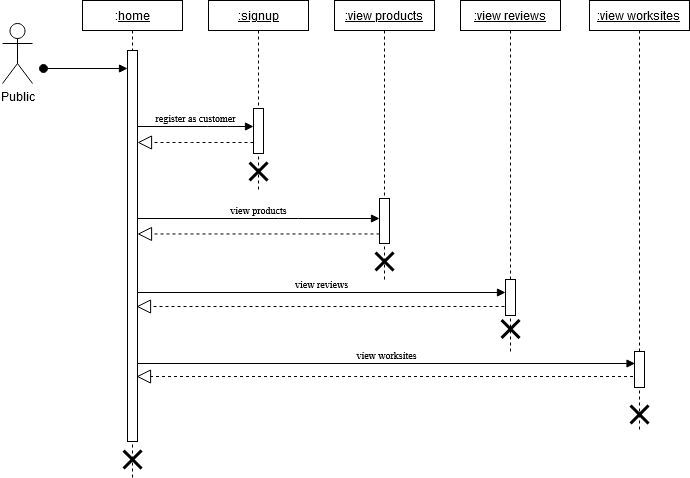 :home
:signup
:view products
:view reviews
:view worksites
Public
register as customer
view products
view reviews
view worksites